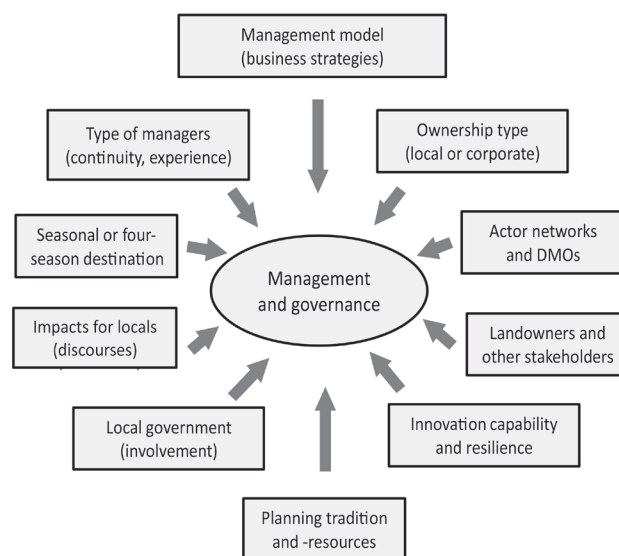 Management model
(business strategies)
Type of managers
(continuity, experience)
Ownership type
(local or corporate)
Seasonal or four-
season destination
Actor networks
and DMOs
Management
and governance
Impacts for locals
(discourses)
Landowners and
other stakeholders
Local government
(involvement)
Innovation capability
and resilience
Planning tradition
and -resources